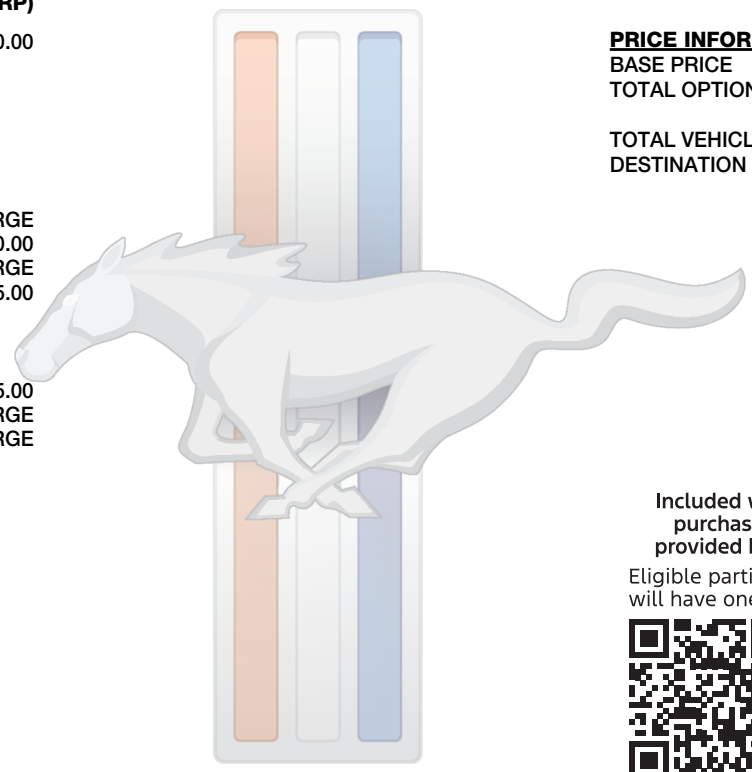 RP)
0.00
RGE
0.00
RGE
5.00
5.00
RGE
RGE
PRICE INFOR
BASE PRICE
TOTAL OPTION
TOTAL VEHICL
DESTINATION
Included
purchas
provided
Eligible parti
will have one